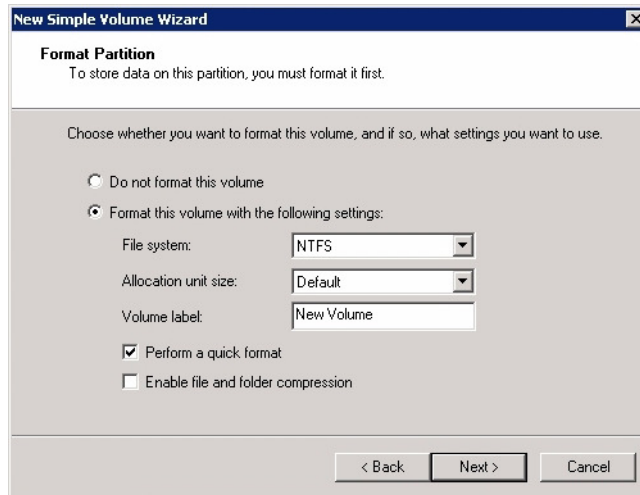 New Simple Volume Wizard
Format Partition
To store data on this partition, you must format it first.
Choose whether you want to format this volume, and if so, what settings you want to use.
Do not format this volume
Format this volume with the following settings:
File system: NTFS
Allocation unit size: Default
Volume label: New Volume
Perform a quick format
Enable file and folder compression
< Back Next > Cancel